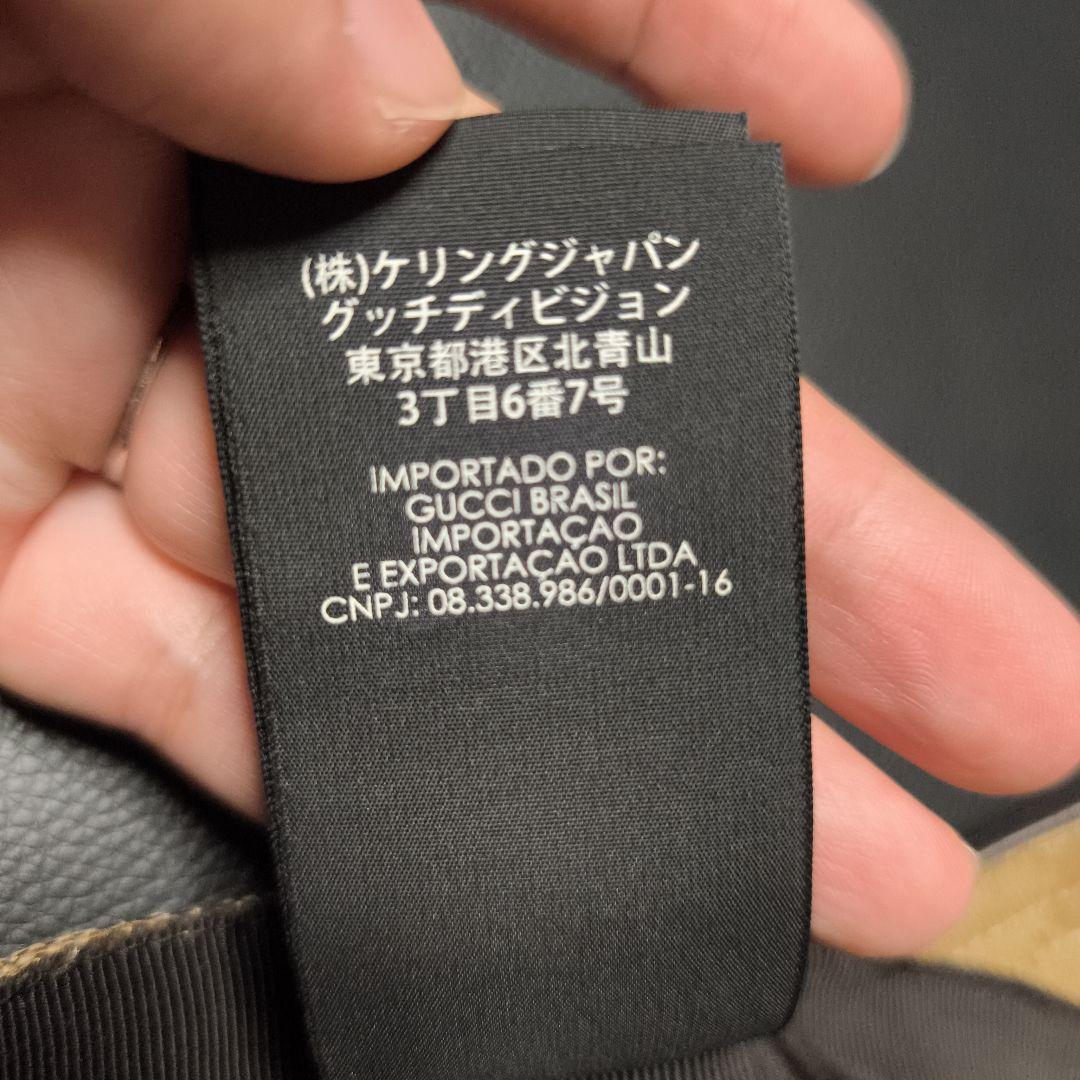 (株)ケリングジャパン
グッチディビジョン
東京都港区北青山
3丁目6番7号
IMPORTADO POR:
GUCCI BRASIL
IMPORTAÇAO
E EXPORTAÇAO LTDA
CNPJ: 08.338.986/0001-16